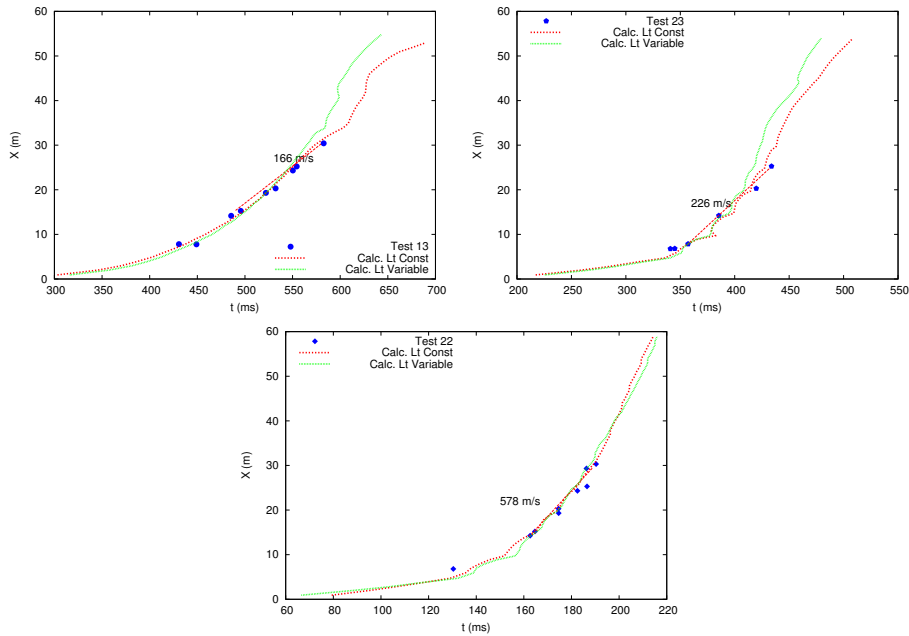 60
50
40
30
20
10
0
300 350 400 450 500 550 600 650 700
X (m)
t (ms)
166 m/s
Test 13
Calc. Lt Const
Calc. Lt Variable
60
50
40
30
20
10
0
200 250 300 350 400 450 500 550
X (m)
t (ms)
226 m/s
Test 23
Calc. Lt Const
Calc. Lt Variable
60
50
40
30
20
10
0
60 80 100 120 140 160 180 200 220
X (m)
t (ms)
578 m/s
Test 22
Calc. Lt Const
Calc. Lt Variable